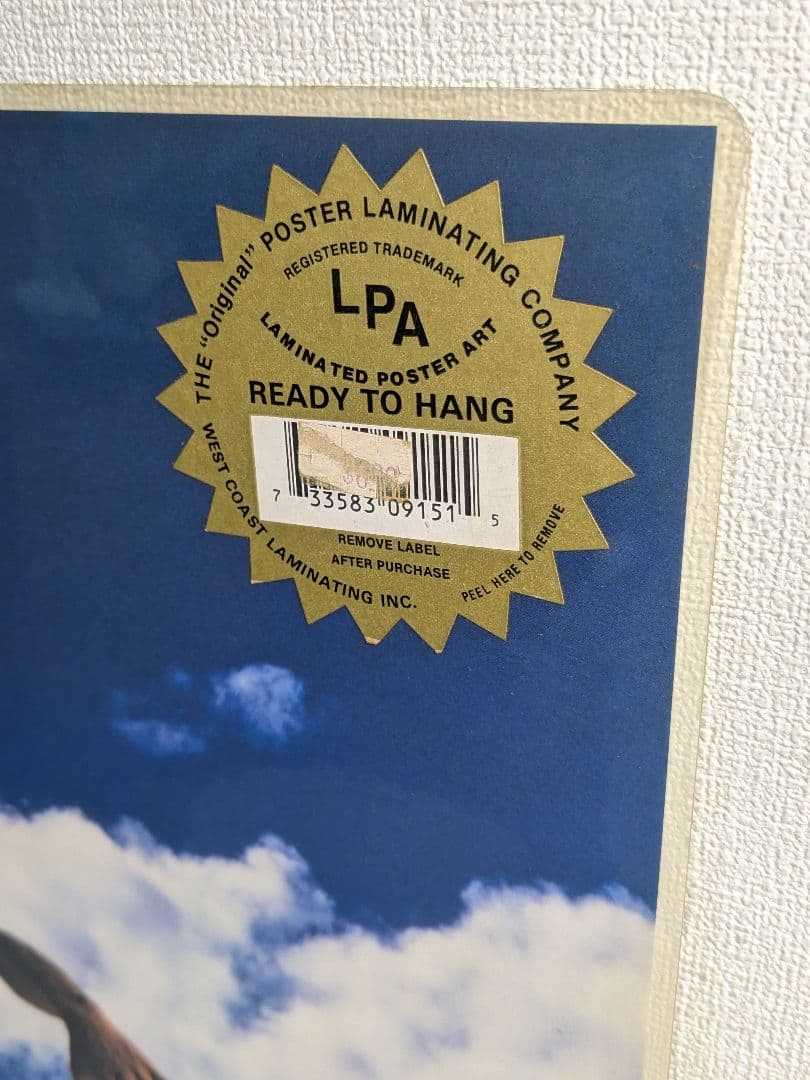 THE "Original" POSTER LAMINATING COMPANY
REGISTERED TRADEMARK
LPA
LAMINATED POSTER ART
READY TO HANG
7 33583 09151 5
REMOVE LABEL
AFTER PURCHASE
PEEL HERE TO REMOVE
WEST COAST LAMINATING INC.